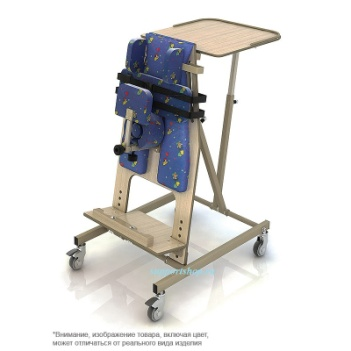 *Внимание, изображение товара, включая цвет,
может отличаться от реального вида изделия